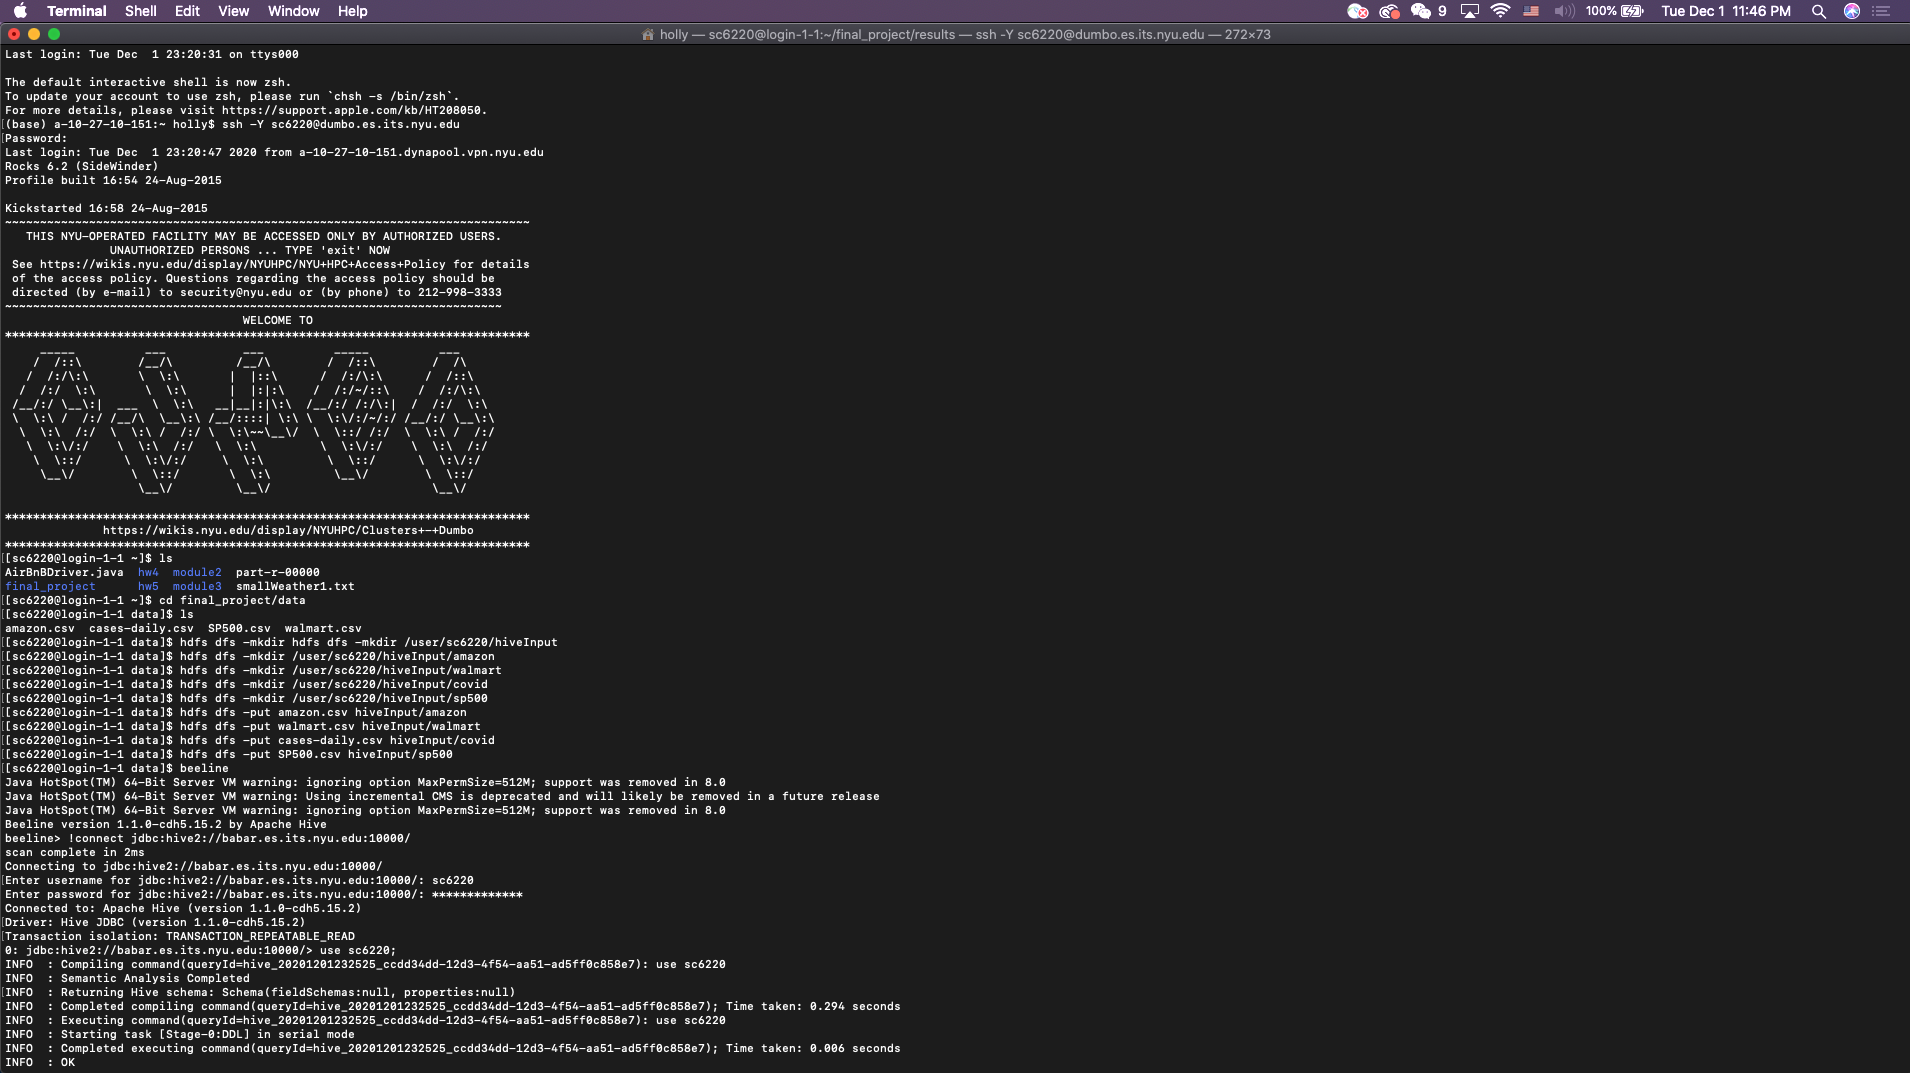 Terminal Shell Edit View Window Help 9 100% Tue Dec 1 11:46 PM
holly — sc6220@login-1-1:~/final_project/results — ssh -Y sc6220@dumbo.es.its.nyu.edu — 272×73
Last login: Tue Dec  1 23:20:31 on ttys000
The default interactive shell is now zsh.
To update your account to use zsh, please run `chsh -s /bin/zsh`.
For more details, please visit https://support.apple.com/kb/HT208050.
[(base) a-10-27-10-151:~ holly$ ssh -Y sc6220@dumbo.es.its.nyu.edu
[Password:
Last login: Tue Dec  1 23:20:47 2020 from a-10-27-10-151.dynapool.vpn.nyu.edu
Rocks 6.2 (SideWinder)
Profile built 16:54 24-Aug-2015
Kickstarted 16:58 24-Aug-2015
~~~~~~~~~~~~~~~~~~~~~~~~~~~~~~~~~~~~~~~~~~~~~~~~~~~~~~~~~~~~~~~~~~~~~~~~~~~
THIS NYU-OPERATED FACILITY MAY BE ACCESSED ONLY BY AUTHORIZED USERS.
UNAUTHORIZED PERSONS ... TYPE 'exit' NOW
See https://wikis.nyu.edu/display/NYUHPC/NYU+HPC+Access+Policy for details
of the access policy. Questions regarding the access policy should be
directed (by e-mail) to security@nyu.edu or (by phone) to 212-998-3333
~~~~~~~~~~~~~~~~~~~~~~~~~~~~~~~~~~~~~~~~~~~~~~~~~~~~~~~~~~~~~~~~~~~~~~~
WELCOME TO
***************************************************************************
***************************************************************************
https://wikis.nyu.edu/display/NYUHPC/Clusters+-+Dumbo
***************************************************************************
[[sc6220@login-1-1 ~]$ ls
AirBnBDriver.java  hw4  module2  part-r-00000
final_project      hw5  module3  smallWeather1.txt
[[sc6220@login-1-1 ~]$ cd final_project/data
[[sc6220@login-1-1 data]$ ls
amazon.csv  cases-daily.csv  SP500.csv  walmart.csv
[[sc6220@login-1-1 data]$ hdfs dfs -mkdir hdfs dfs -mkdir /user/sc6220/hiveInput
[[sc6220@login-1-1 data]$ hdfs dfs -mkdir /user/sc6220/hiveInput/amazon
[[sc6220@login-1-1 data]$ hdfs dfs -mkdir /user/sc6220/hiveInput/walmart
[[sc6220@login-1-1 data]$ hdfs dfs -mkdir /user/sc6220/hiveInput/covid
[[sc6220@login-1-1 data]$ hdfs dfs -mkdir /user/sc6220/hiveInput/sp500
[[sc6220@login-1-1 data]$ hdfs dfs -put amazon.csv hiveInput/amazon
[[sc6220@login-1-1 data]$ hdfs dfs -put walmart.csv hiveInput/walmart
[[sc6220@login-1-1 data]$ hdfs dfs -put cases-daily.csv hiveInput/covid
[[sc6220@login-1-1 data]$ hdfs dfs -put SP500.csv hiveInput/sp500
[[sc6220@login-1-1 data]$ beeline
Java HotSpot(TM) 64-Bit Server VM warning: ignoring option MaxPermSize=512M; support was removed in 8.0
Java HotSpot(TM) 64-Bit Server VM warning: Using incremental CMS is deprecated and will likely be removed in a future release
Java HotSpot(TM) 64-Bit Server VM warning: ignoring option MaxPermSize=512M; support was removed in 8.0
Beeline version 1.1.0-cdh5.15.2 by Apache Hive
beeline> !connect jdbc:hive2://babar.es.its.nyu.edu:10000/
scan complete in 2ms
Connecting to jdbc:hive2://babar.es.its.nyu.edu:10000/
[Enter username for jdbc:hive2://babar.es.its.nyu.edu:10000/: sc6220
Enter password for jdbc:hive2://babar.es.its.nyu.edu:10000/: *************
Connected to: Apache Hive (version 1.1.0-cdh5.15.2)
[Driver: Hive JDBC (version 1.1.0-cdh5.15.2)
[Transaction isolation: TRANSACTION_REPEATABLE_READ
0: jdbc:hive2://babar.es.its.nyu.edu:10000/> use sc6220;
INFO  : Compiling command(queryId=hive_20201201232525_ccdd34dd-12d3-4f54-aa51-ad5ff0c858e7): use sc6220
INFO  : Semantic Analysis Completed
[INFO  : Returning Hive schema: Schema(fieldSchemas:null, properties:null)
INFO  : Completed compiling command(queryId=hive_20201201232525_ccdd34dd-12d3-4f54-aa51-ad5ff0c858e7); Time taken: 0.294 seconds
INFO  : Executing command(queryId=hive_20201201232525_ccdd34dd-12d3-4f54-aa51-ad5ff0c858e7): use sc6220
INFO  : Starting task [Stage-0:DDL] in serial mode
INFO  : Completed executing command(queryId=hive_20201201232525_ccdd34dd-12d3-4f54-aa51-ad5ff0c858e7); Time taken: 0.006 seconds
INFO  : OK